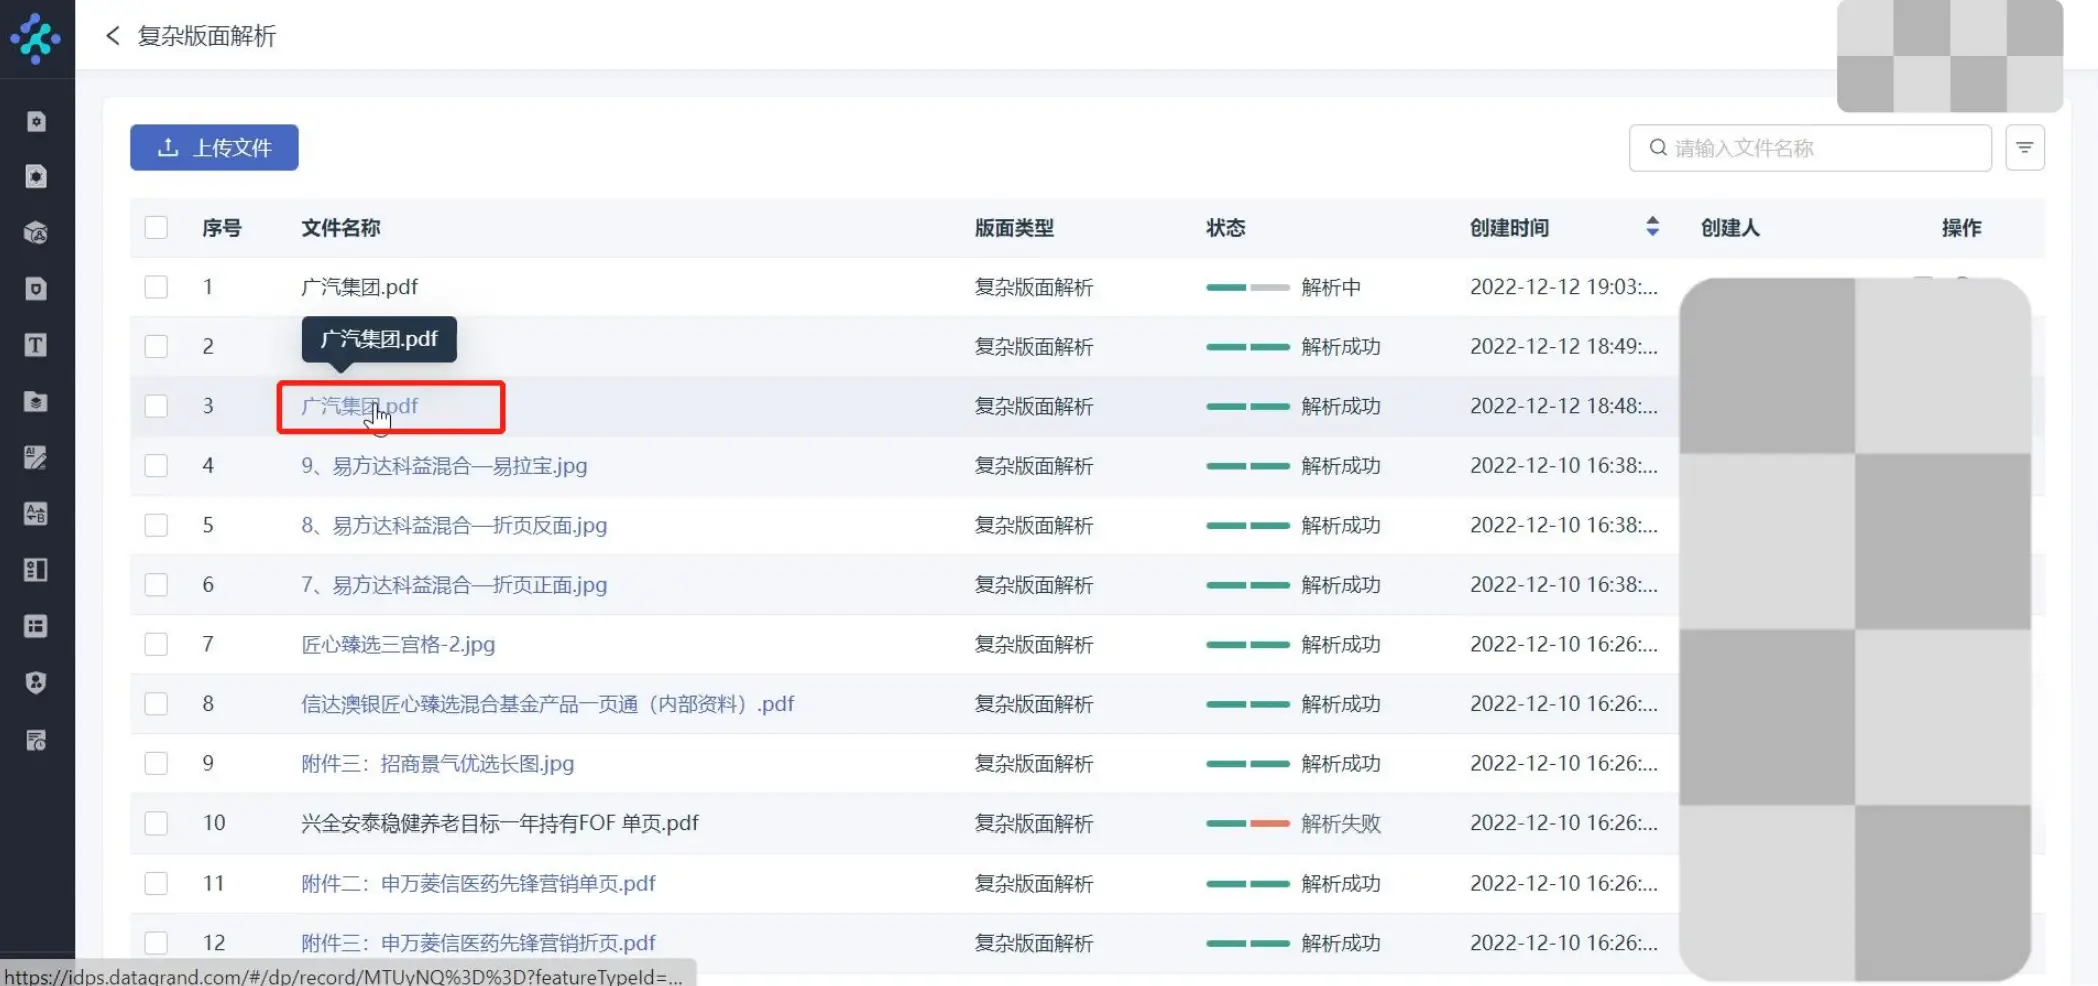 复杂版面解析
上传文件
请输入文件名称
序号 文件名称 版面类型 状态 创建时间 创建人 操作
1 广汽集团.pdf 复杂版面解析 解析中 2022-12-12 19:03:...
广汽集团.pdf
2 复杂版面解析 解析成功 2022-12-12 18:49:...
3 广汽集团.pdf 复杂版面解析 解析成功 2022-12-12 18:48:...
4 9、易方达科益混合—易拉宝.jpg 复杂版面解析 解析成功 2022-12-10 16:38:...
5 8、易方达科益混合—折页反面.jpg 复杂版面解析 解析成功 2022-12-10 16:38:...
6 7、易方达科益混合—折页正面.jpg 复杂版面解析 解析成功 2022-12-10 16:38:...
7 匠心臻选三宫格-2.jpg 复杂版面解析 解析成功 2022-12-10 16:26:...
8 信达澳银匠心臻选混合基金产品一页通（内部资料）.pdf 复杂版面解析 解析成功 2022-12-10 16:26:...
9 附件三：招商景气优选长图.jpg 复杂版面解析 解析成功 2022-12-10 16:26:...
10 兴全安泰稳健养老目标一年持有FOF 单页.pdf 复杂版面解析 解析失败 2022-12-10 16:26:...
11 附件二：申万菱信医药先锋营销单页.pdf 复杂版面解析 解析成功 2022-12-10 16:26:...
12 附件三：申万菱信医药先锋营销折页.pdf 复杂版面解析 解析成功 2022-12-10 16:26:...
https://idps.datagrand.com/#/dp/record/MTUyNQ%3D%3D?featureTypeId=...